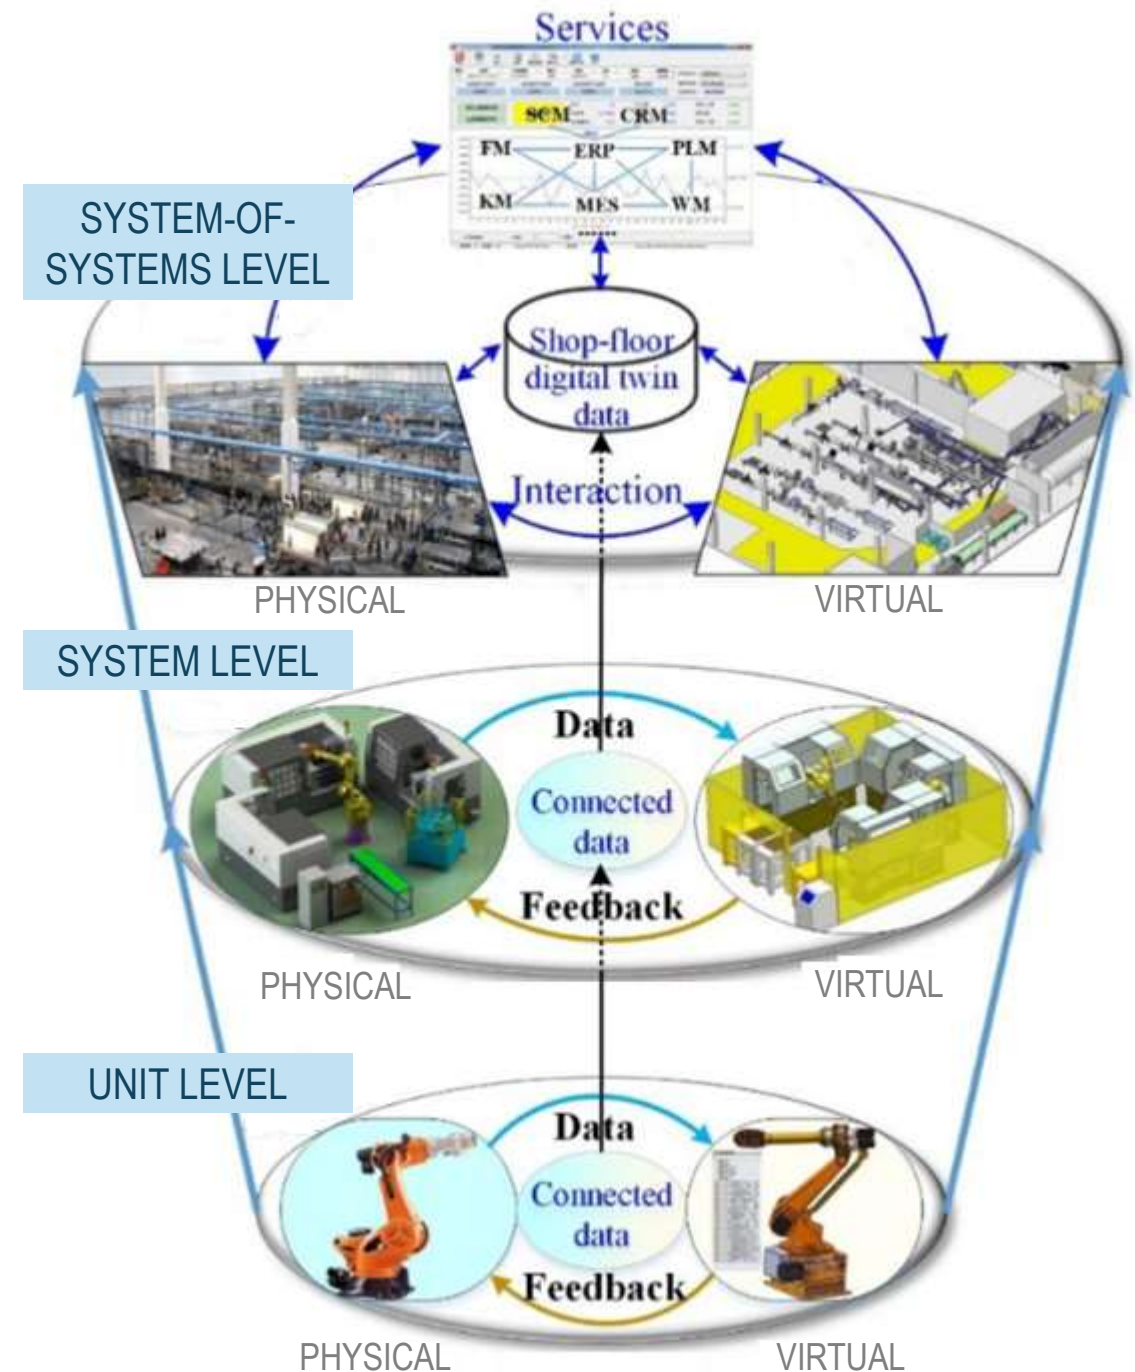 Services
SCM CRM
FM ERP PLM
KM MES WM
SYSTEM-OF-
SYSTEMS LEVEL
Shop-floor
digital twin
data
Interaction
PHYSICAL VIRTUAL
SYSTEM LEVEL
Data
Connected
data
Feedback
PHYSICAL VIRTUAL
UNIT LEVEL
Data
Connected
data
Feedback
PHYSICAL VIRTUAL